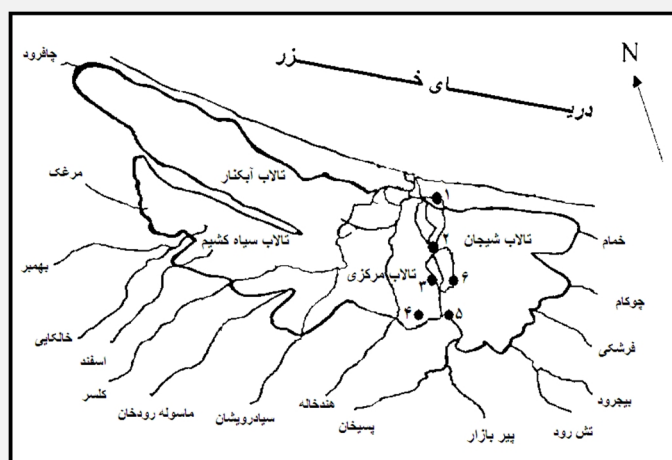 چافرود
دریای خزر
N
مرغک
تالاب آبکنار
۱
تالاب شیجان
خمام
تالاب سیاه کشیم
۲
بهمبر
تالاب مرکزی
۳
۶
چوکام
خالکایی
۴
۵
فرشکی
اسفند
کلسر
ماسوله رودخان
سیادرویشان
هندخاله
پسیخان
پیر بازار
تش رود
بیجرود